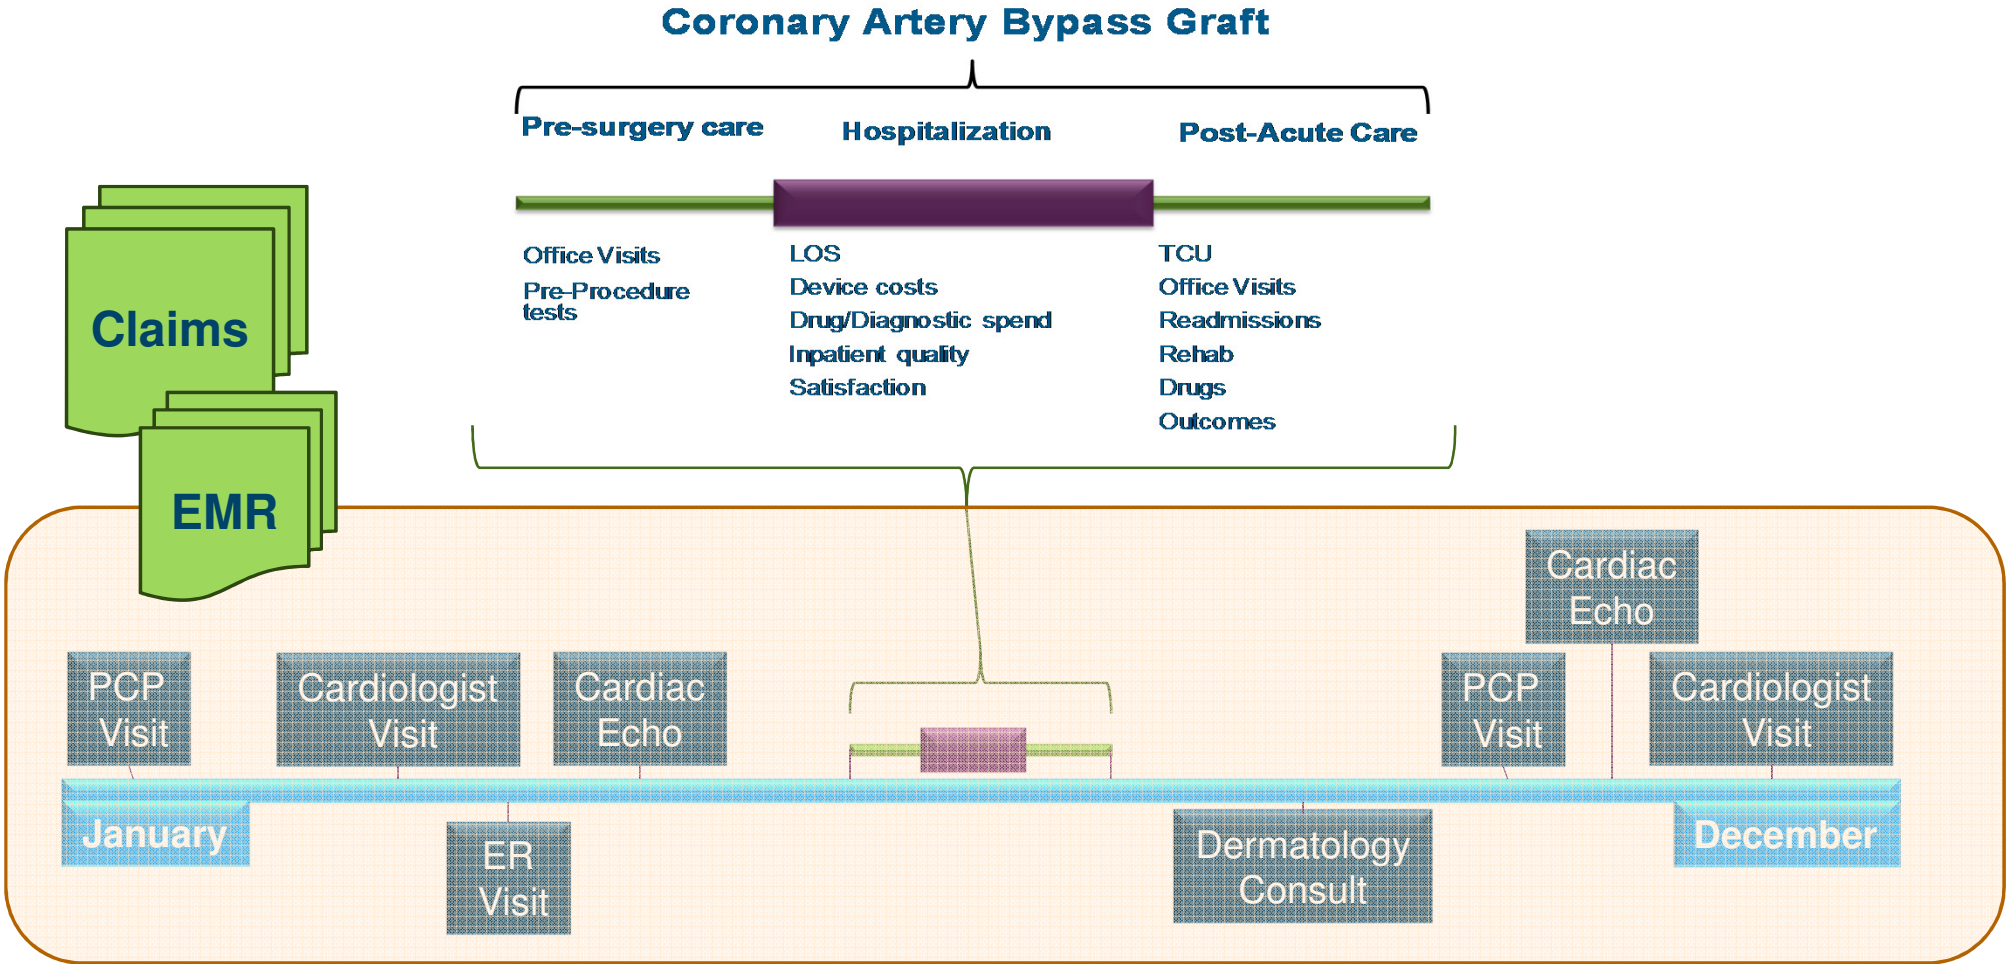 Coronary Artery Bypass Graft
Pre-surgery care
Hospitalization
Post-Acute Care
Office Visits
Pre-Procedure
tests
LOS
Device costs
Drug/Diagnostic spend
Inpatient quality
Satisfaction
TCU
Office Visits
Readmissions
Rehab
Drugs
Outcomes
Claims
EMR
PCP
Visit
Cardiologist
Visit
Cardiac
Echo
Cardiac
Echo
PCP
Visit
Cardiologist
Visit
January
December
ER
Visit
Dermatology
Consult